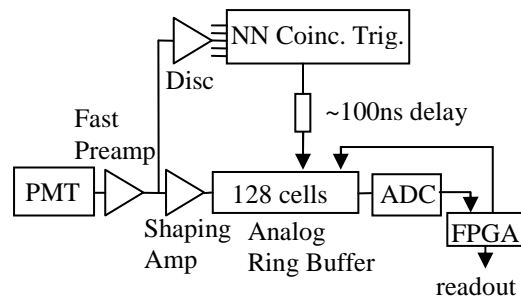 NN Coinc. Trig.
Disc
~100ns delay
Fast
Preamp
PMT
128 cells
ADC
Shaping
Amp
Analog
Ring Buffer
FPGA
readout